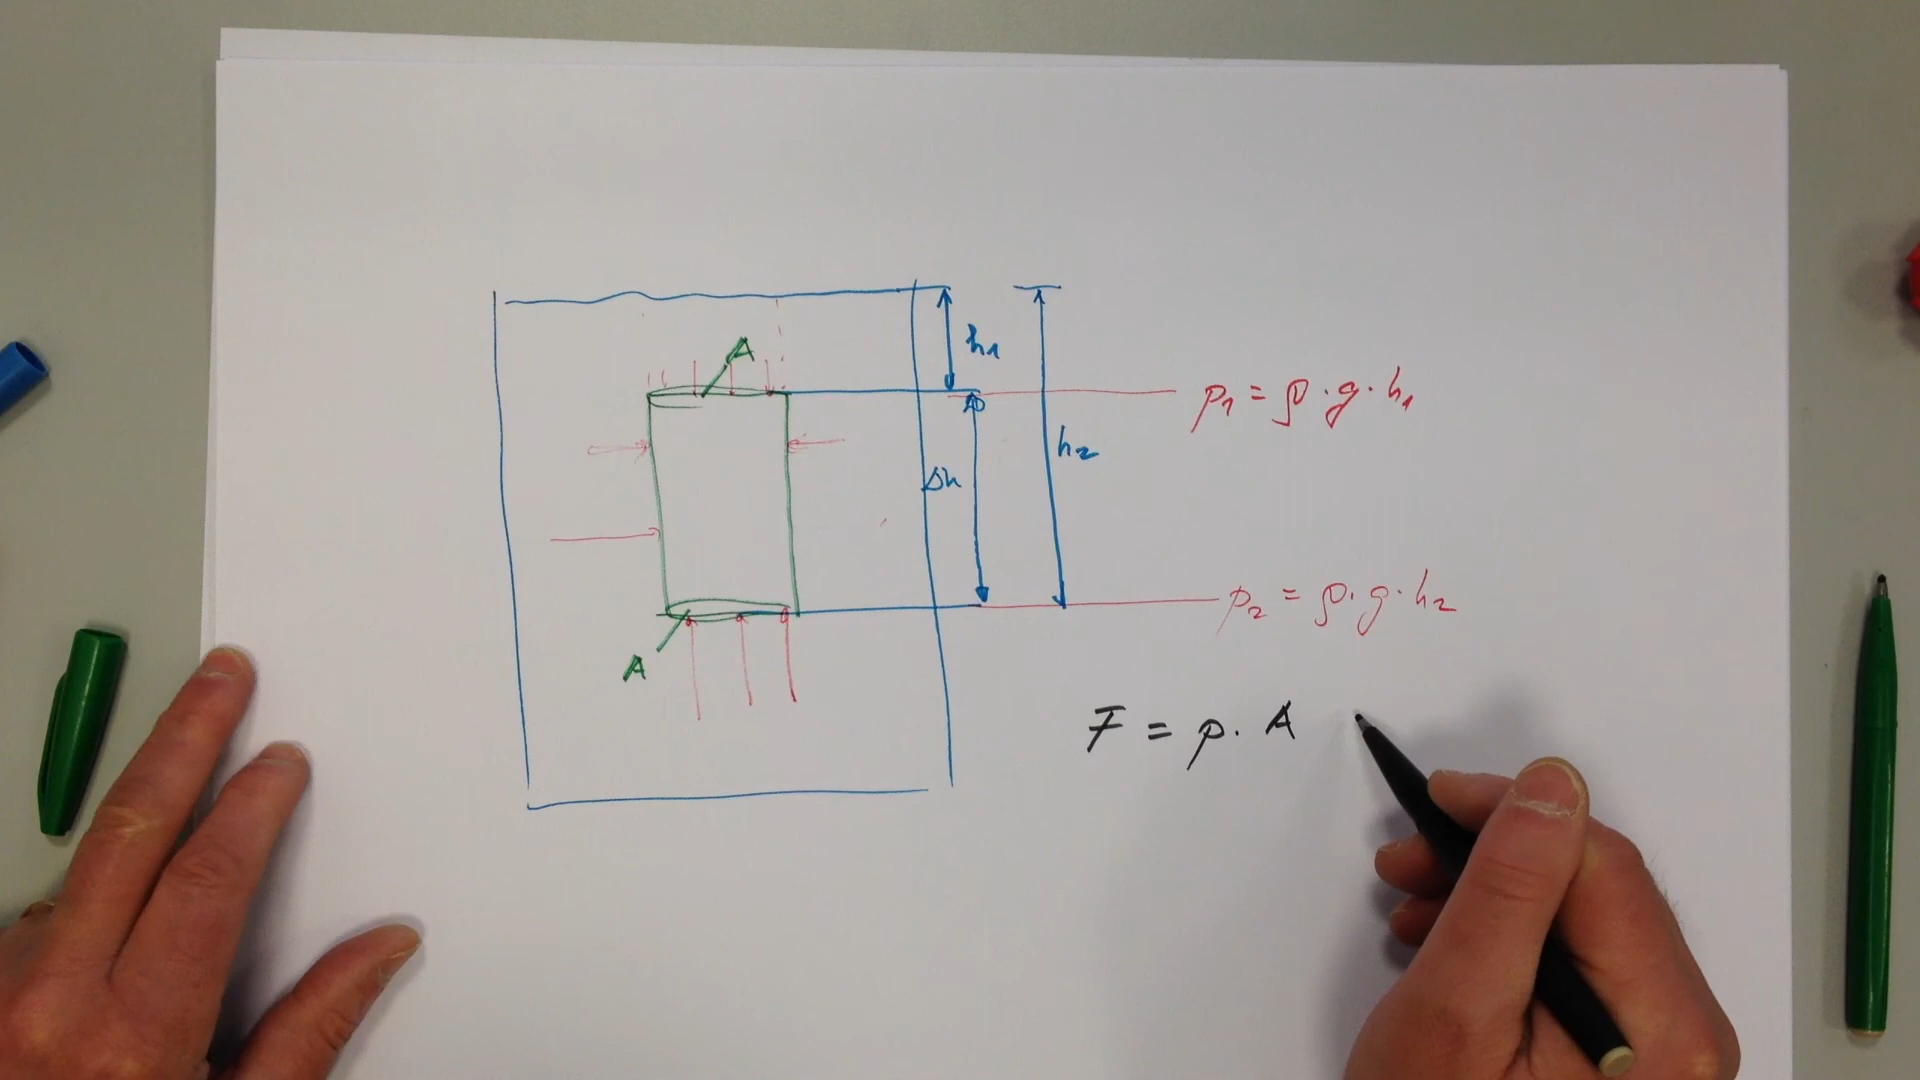 A
h₁
p₁ = ρ · g · h₁
h₂
Δh
p₂ = ρ · g · h₂
A
F = p · A